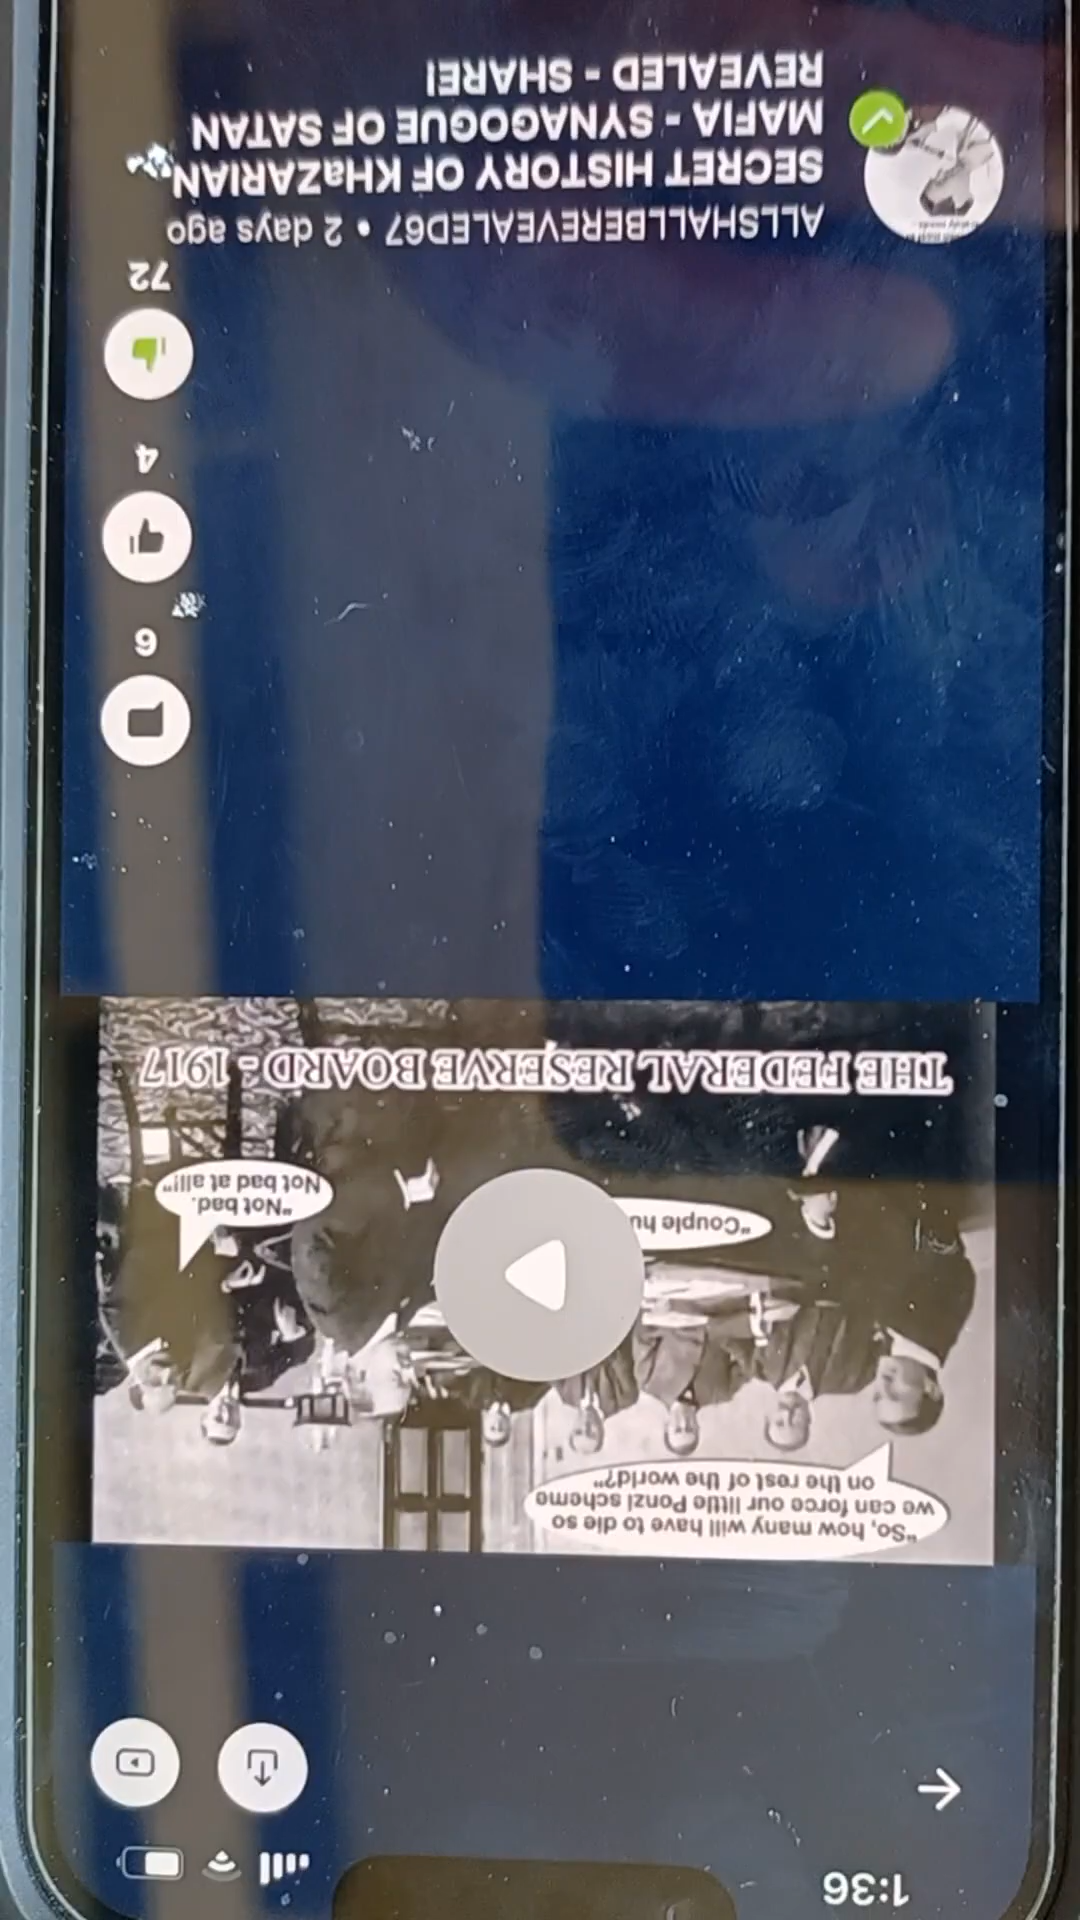 1:36
"So, how many will have to die so
we can force our little Ponzi scheme
on the rest of the world?"
"Couple hu
"Not bad.
Not bad at all!"
THE FEDERAL RESERVE BOARD - 1917
6
4
72
ALLSHALLBEREVEALED67 • 2 days ago
SECRET HISTORY OF KHaZARIAN
MAFIA - SYNAGOGUE OF SATAN
REVEALED - SHARE!